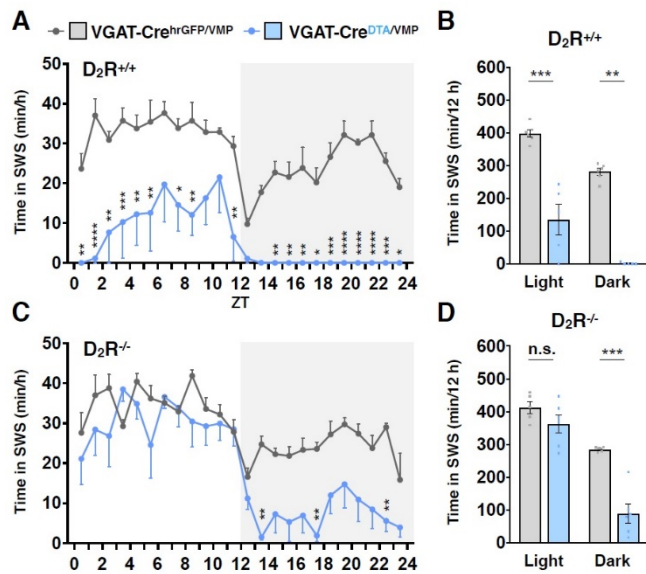 A
VGAT-Cre^hrGFP/VMP VGAT-Cre^DTA/VMP
D₂R⁺/⁺
Time in SWS (min/h)
50
40
30
20
10
0
** **** ** *** ** ** * ** ** ** ** ** * *** **** **** **** *** *
0 2 4 6 8 10 12 14 16 18 20 22 24
ZT
B
D₂R⁺/⁺
Time in SWS (min/12 h)
600
500
400
300
200
100
0
*** **
Light Dark
C
D₂R⁻/⁻
Time in SWS (min/h)
50
40
30
20
10
0
** ** **
0 2 4 6 8 10 12 14 16 18 20 22 24
D
D₂R⁻/⁻
Time in SWS (min/12 h)
600
500
400
300
200
100
0
n.s. ***
Light Dark